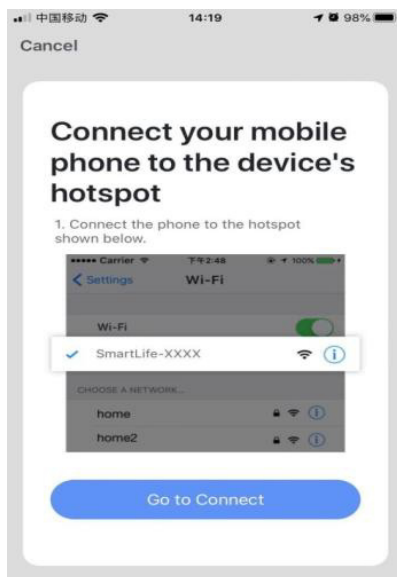 中国移动 14:19 98%
Cancel
Connect your mobile
phone to the device's
hotspot
1. Connect the phone to the hotspot
shown below.
Carrier 下午2:48 100%
Settings Wi-Fi
Wi-Fi
SmartLife-XXXX
CHOOSE A NETWORK...
home
home2
Go to Connect